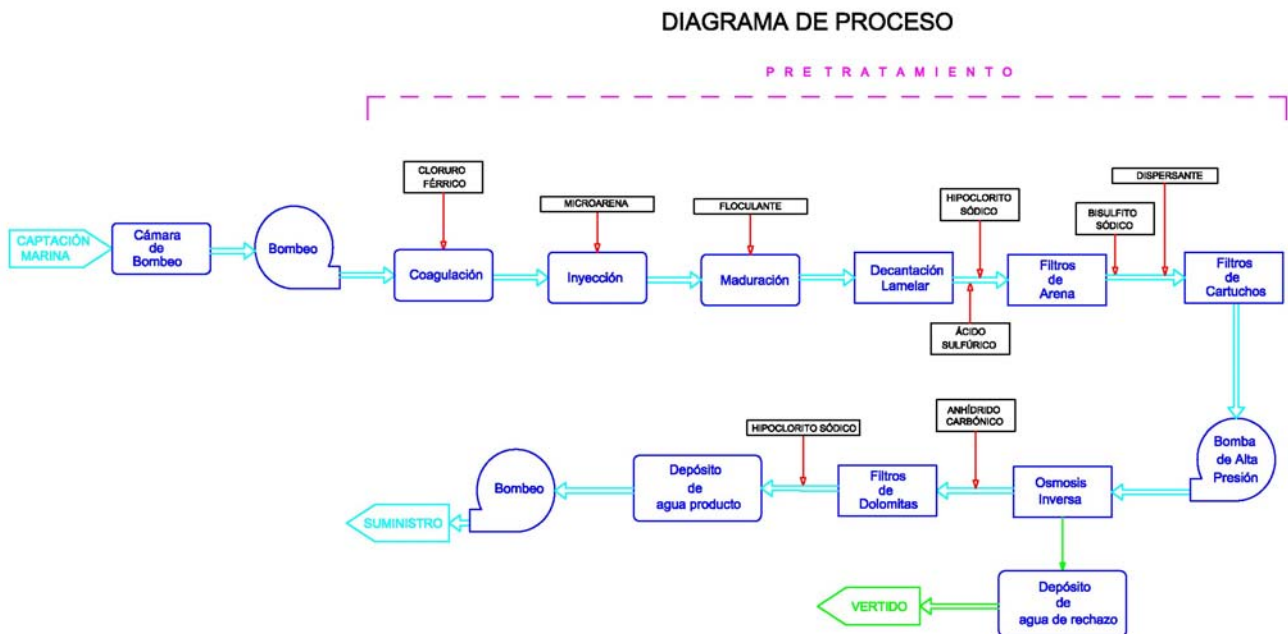 DIAGRAMA DE PROCESO
PRETRATAMIENTO
CLORURO
FÉRRICO
MICROARENA
FLOCULANTE
HIPOCLORITO
SÓDICO
DISPERSANTE
BISULFITO
SÓDICO
CAPTACIÓN
MARINA
Cámara
de
Bombeo
Bombeo
Coagulación
Inyección
Maduración
Decantación
Lamelar
Filtros
de
Arena
Filtros
de
Cartuchos
ÁCIDO
SULFÚRICO
ANHÍDRIDO
CARBÓNICO
HIPOCLORITO SÓDICO
Bomba
de Alta
Presión
Osmosis
Inversa
Filtros
de
Dolomitas
Depósito
de
agua producto
Bombeo
SUMINISTRO
Depósito
de
agua de rechazo
VERTIDO